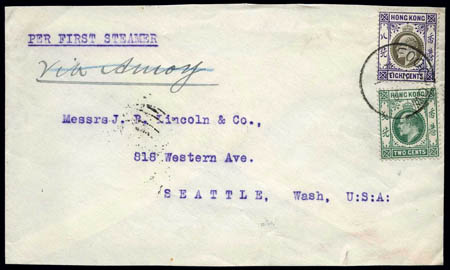 PER FIRST STEAMER
Via Amoy
HONG KONG
EIGHT CENTS
HONG KONG
TWO CENTS
Messrs J. B. Lincoln & Co.,
818 Western Ave.
SEATTLE, Wash, U:S:A: